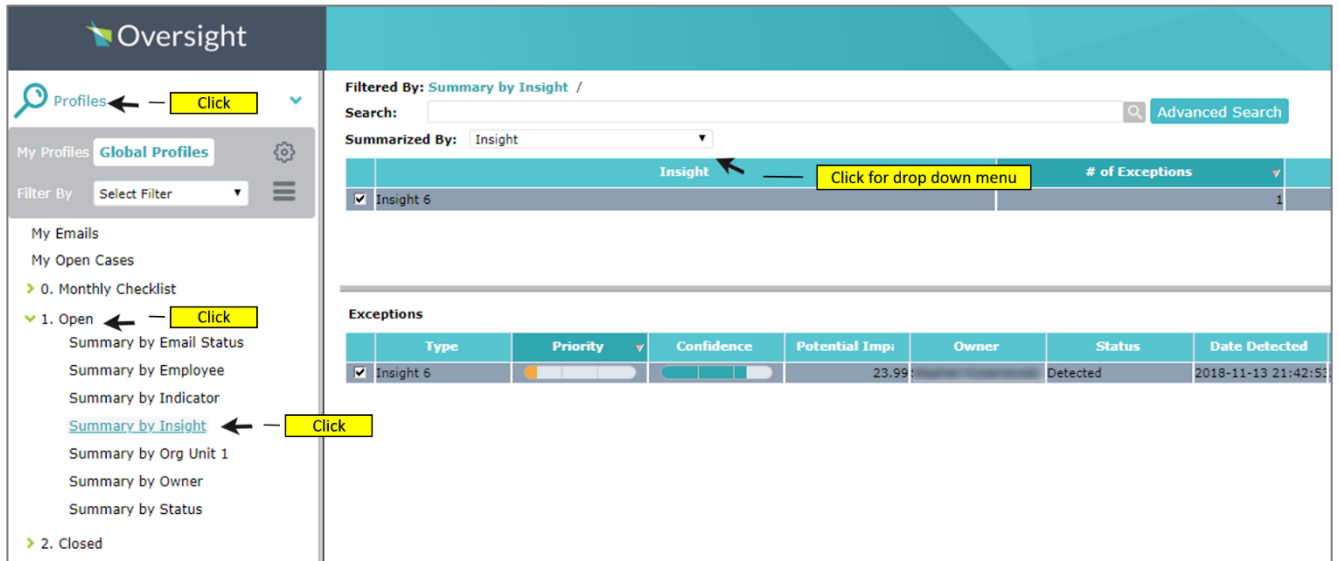 Oversight
Profiles
Click
My Profiles Global Profiles
Filter By Select Filter
My Emails
My Open Cases
0. Monthly Checklist
1. Open
Click
Summary by Email Status
Summary by Employee
Summary by Indicator
Summary by Insight
Click
Summary by Org Unit 1
Summary by Owner
Summary by Status
2. Closed
Filtered By: Summary by Insight /
Search:
Advanced Search
Summarized By: Insight
Click for drop down menu
Insight # of Exceptions
Insight 6 1
Exceptions
Type Priority Confidence Potential Impa Owner Status Date Detected
Insight 6 23.99 Detected 2018-11-13 21:42:53